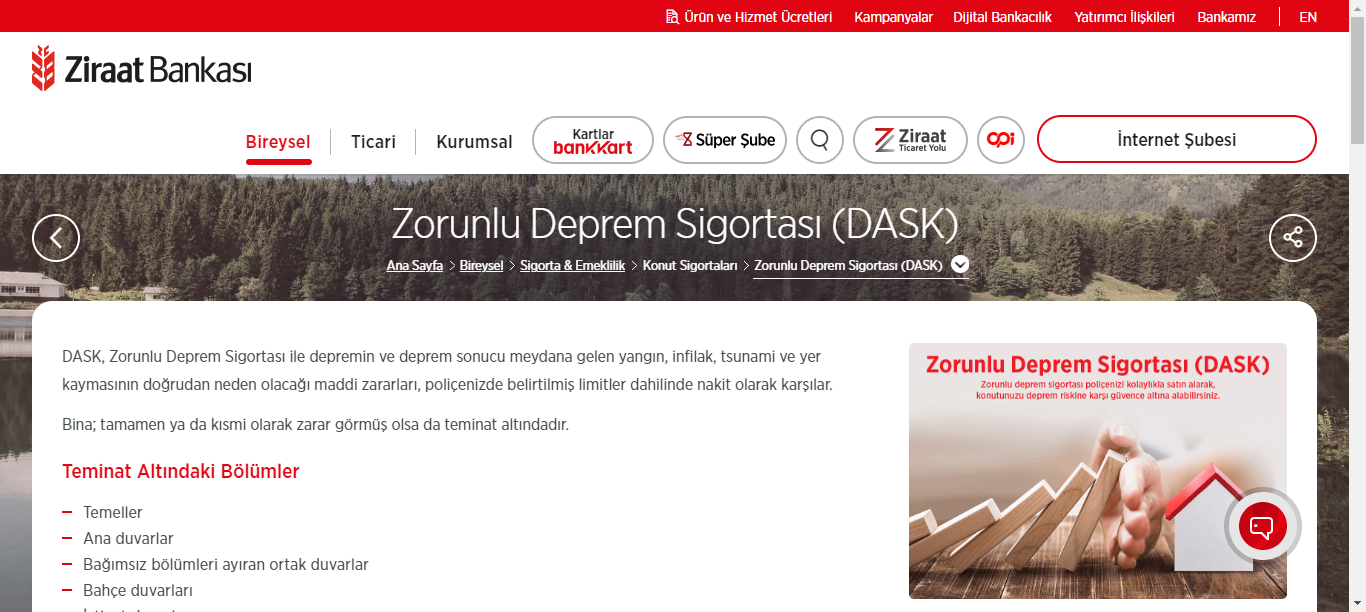 Ürün ve Hizmet Ücretleri Kampanyalar Dijital Bankacılık Yatırımcı İlişkileri Bankamız EN
Ziraat Bankası
Bireysel Ticari Kurumsal
Kartlar
bankkart
Süper Şube
Ziraat
Ticaret Yolu
opi
İnternet Şubesi
Zorunlu Deprem Sigortası (DASK)
Ana Sayfa > Bireysel > Sigorta & Emeklilik > Konut Sigortaları > Zorunlu Deprem Sigortası (DASK)
DASK, Zorunlu Deprem Sigortası ile depremin ve deprem sonucu meydana gelen yangın, infilak, tsunami ve yer
kaymasının doğrudan neden olacağı maddi zararları, poliçenizde belirtilmiş limitler dahilinde nakit olarak karşılar.
Bina; tamamen ya da kısmi olarak zarar görmüş olsa da teminat altındadır.
Teminat Altındaki Bölümler
Temeller
Ana duvarlar
Bağımsız bölümleri ayıran ortak duvarlar
Bahçe duvarları
Zorunlu Deprem Sigortası (DASK)
Zorunlu deprem sigortası poliçenizi kolaylıkla satın alarak,
konutunuzu deprem riskine karşı güvence altına alabilirsiniz.